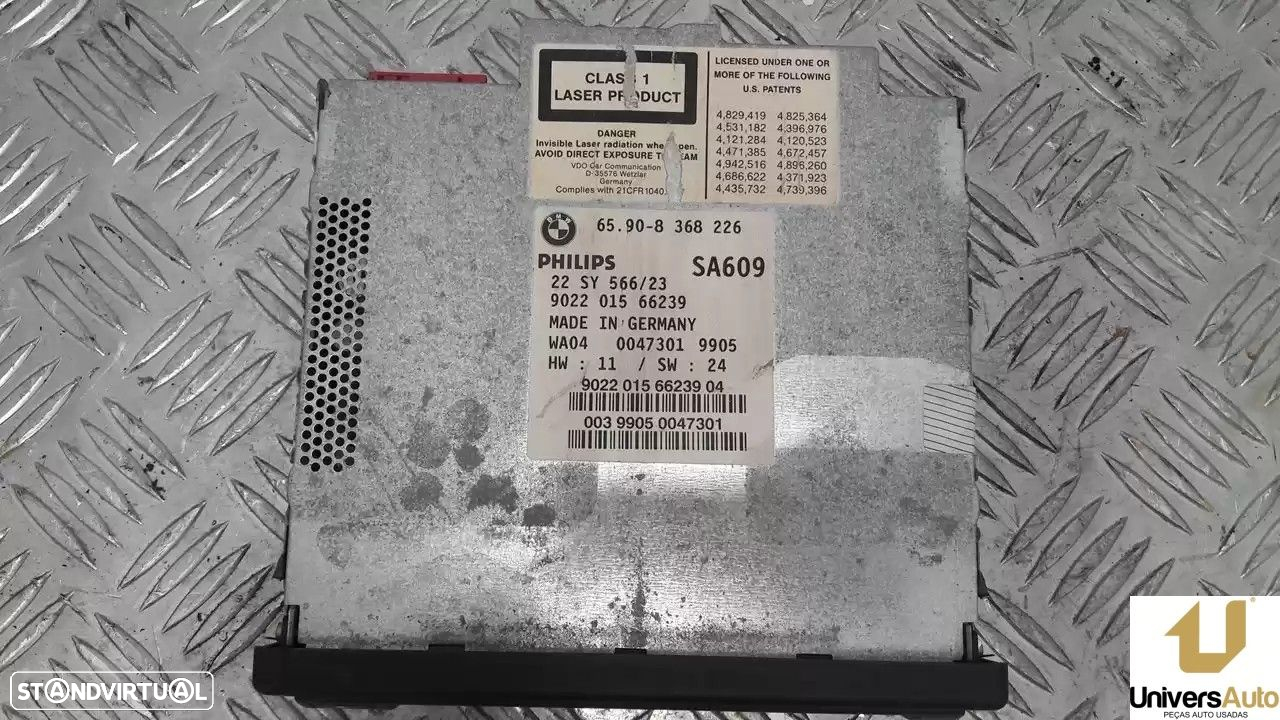 CLASS 1
LASER PRODUCT
DANGER
Invisible Laser radiation when open.
AVOID DIRECT EXPOSURE TO BEAM
VDO Car Communication
D-35576 Wetzlar
Germany
Complies with 21CFR1040.
LICENSED UNDER ONE OR
MORE OF THE FOLLOWING
U.S. PATENTS
4,829,419 4,825,364
4,531,182 4,396,976
4,121,284 4,120,523
4,471,385 4,672,457
4,942,516 4,896,260
4,686,622 4,371,923
4,435,732 4,739,396
BMW 65.90-8 368 226
PHILIPS SA609
22 SY 566/23
9022 015 66239
MADE IN GERMANY
WA04 0047301 9905
HW : 11 / SW : 24
9022 015 66239 04
003 9905 0047301
STANDVIRTUAL
UniversAuto
PEÇAS AUTO USADAS